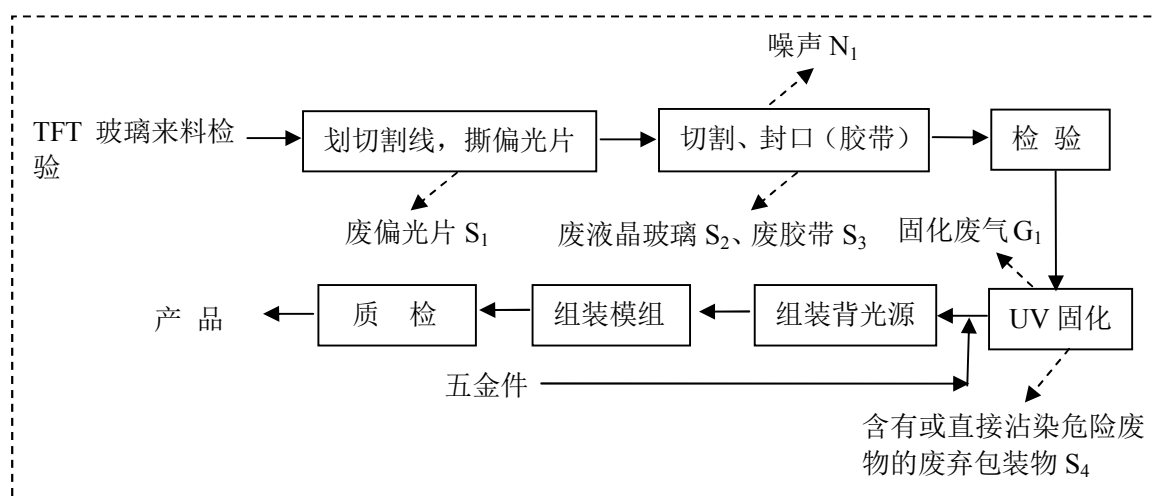 噪声 N₁
TFT 玻璃来料检
验
划切割线，撕偏光片
切割、封口（胶带）
检 验
废偏光片 S₁
废液晶玻璃 S₂、废胶带 S₃
固化废气 G₁
产 品
质 检
组装模组
组装背光源
UV 固化
五金件
含有或直接沾染危险废
物的废弃包装物 S₄